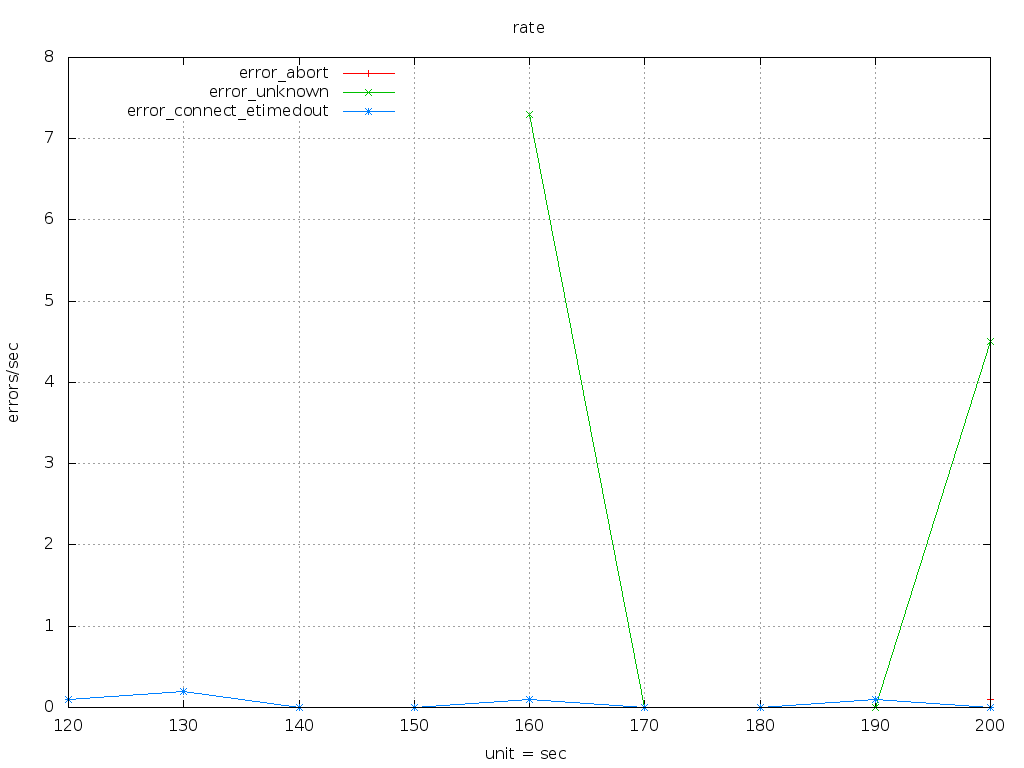 rate
8
error_abort
error_unknown
error_connect_etimedout
7
6
5
4
3
2
1
0
errors/sec
120 130 140 150 160 170 180 190 200
unit = sec